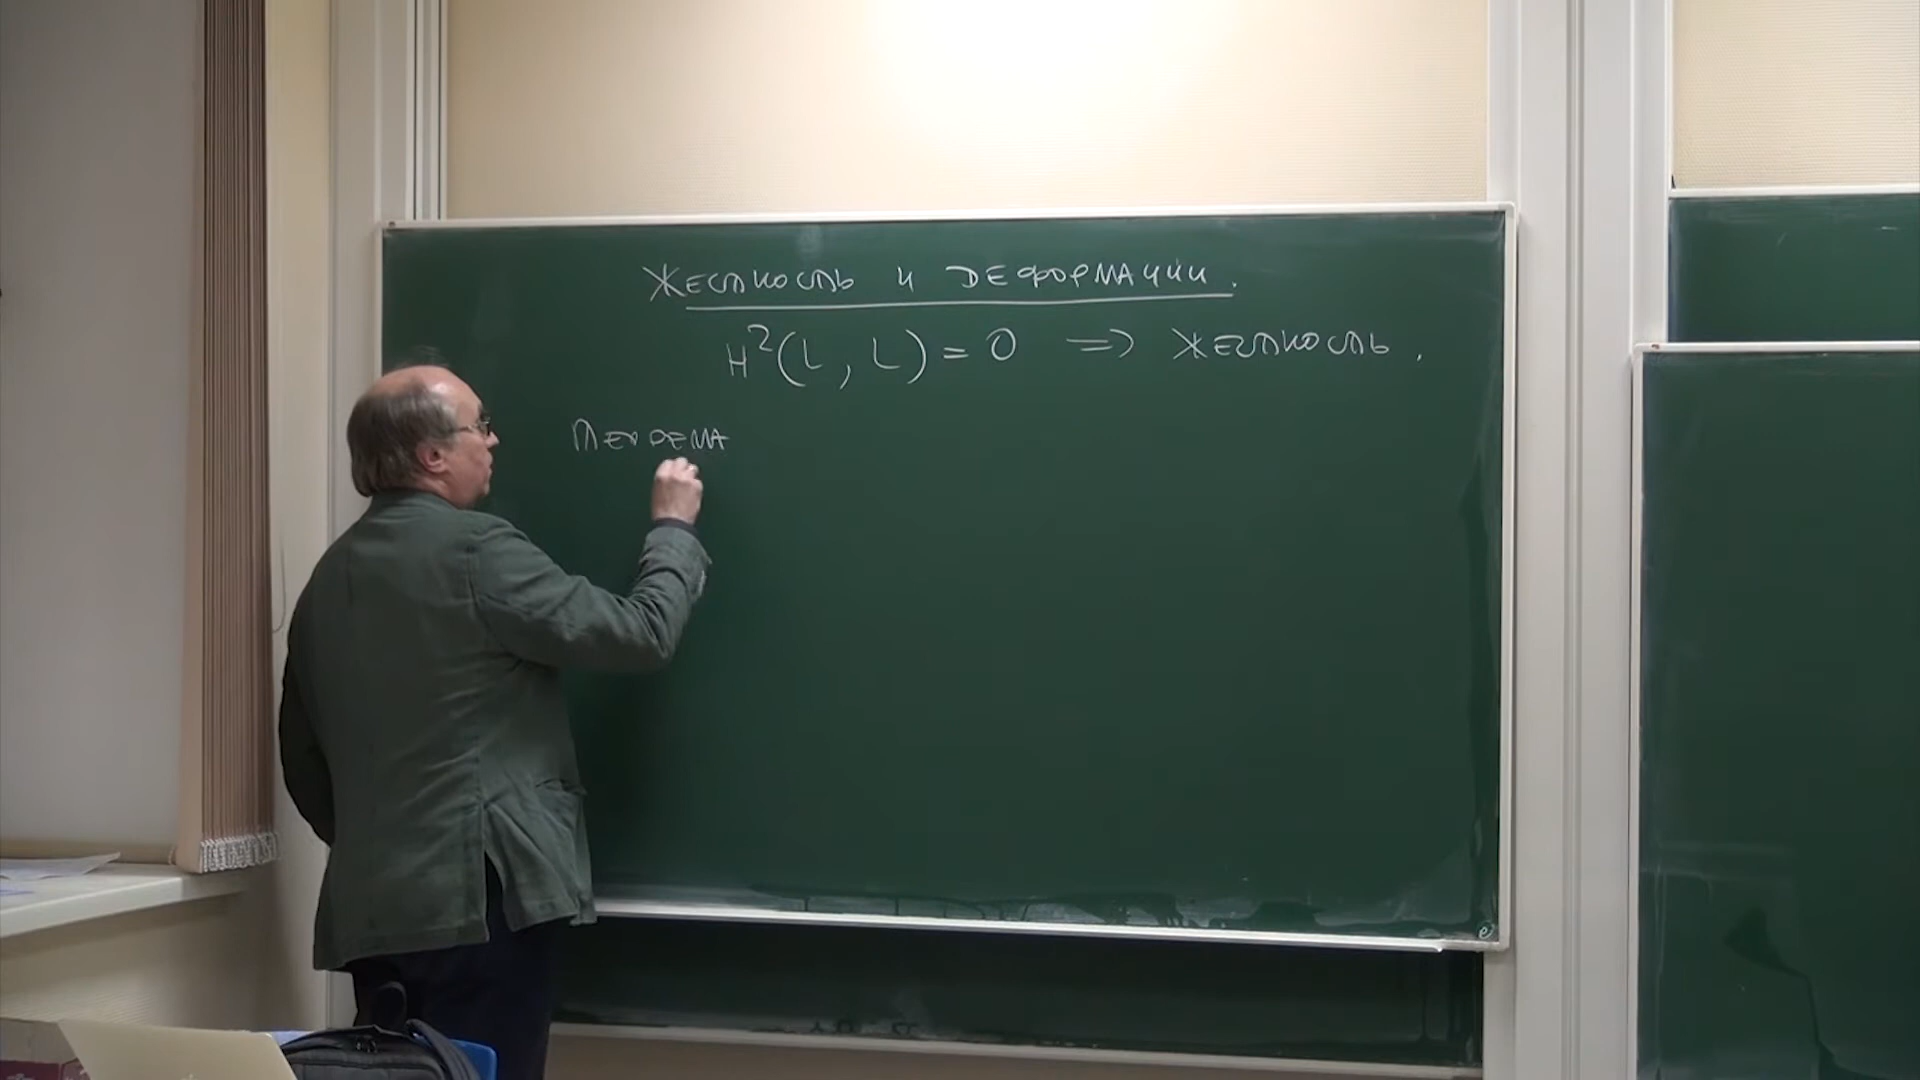 Жесткость и деформации.
H²(L, L) = 0 ⇒ жесткость.
Теорема